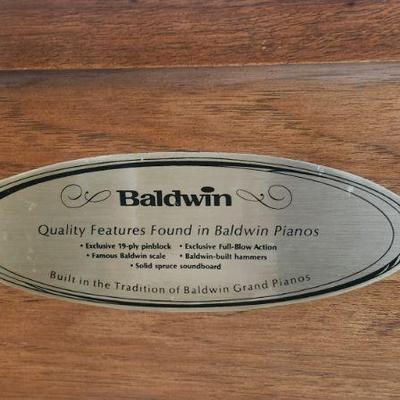 Baldwin
Quality Features Found in Baldwin Pianos
• Exclusive 19-ply pinblock • Exclusive Full-Blow Action
• Famous Baldwin scale • Baldwin-built hammers
• Solid spruce soundboard
Built in the Tradition of Baldwin Grand Pianos